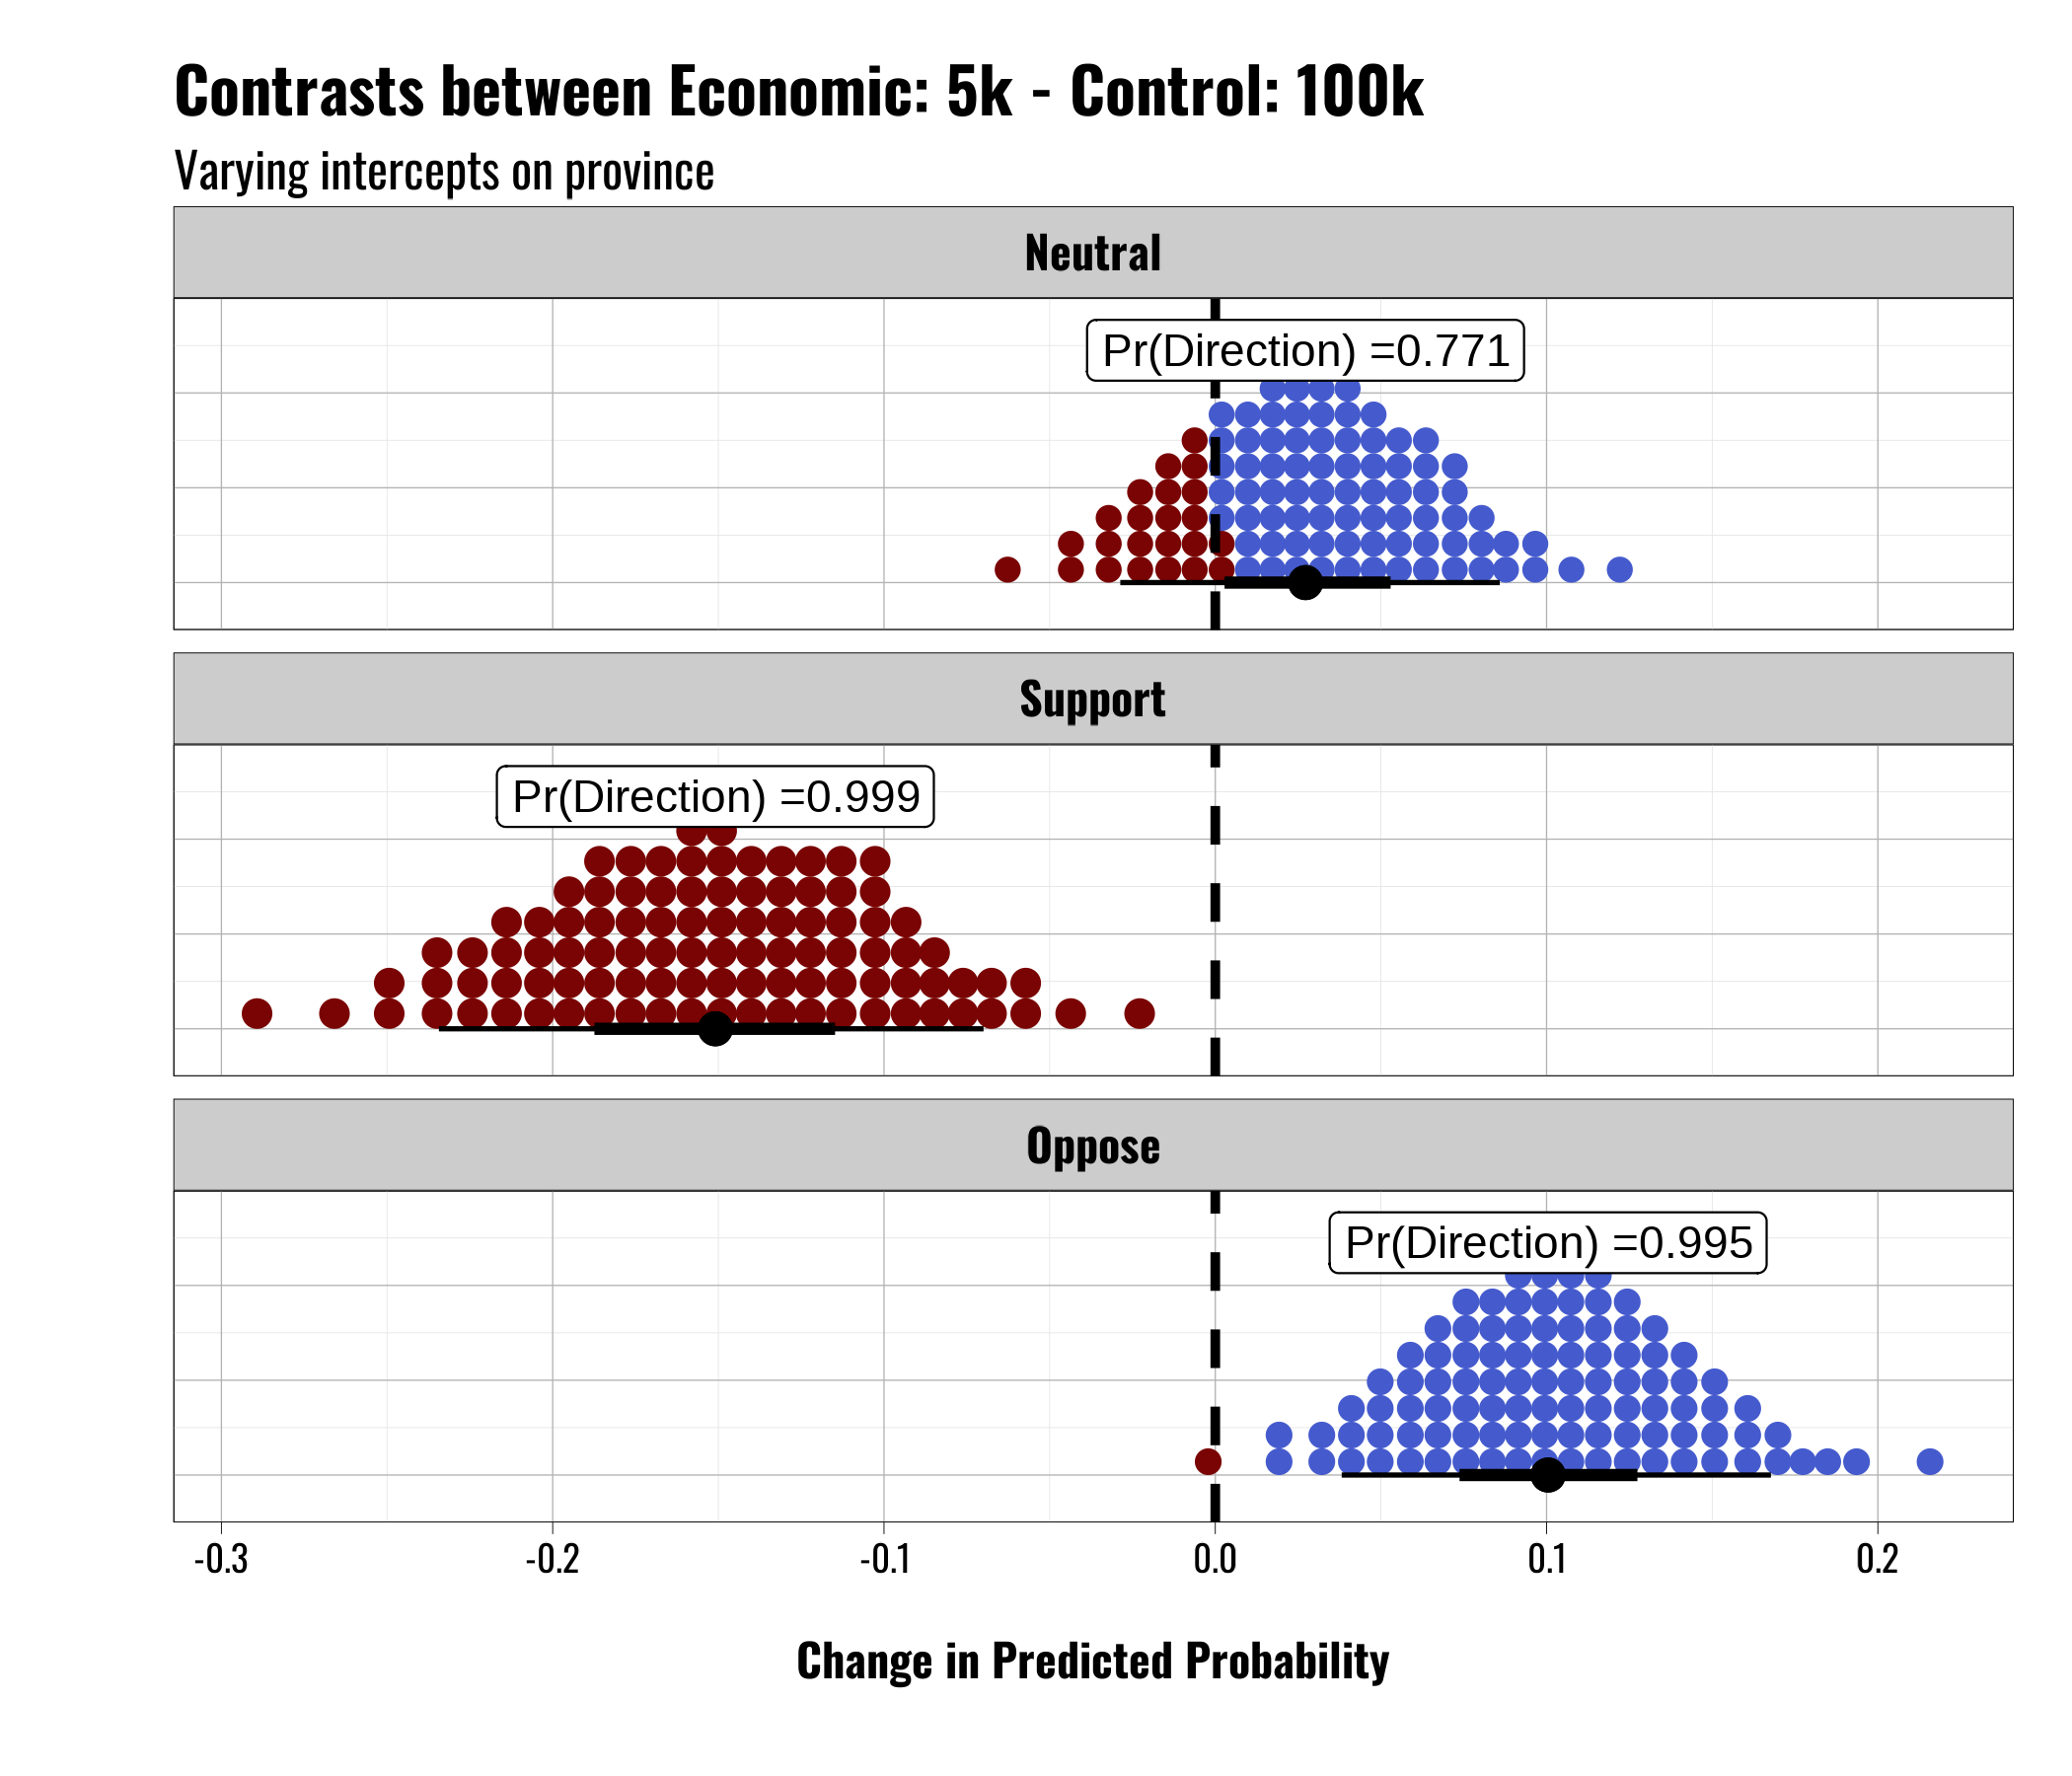 Contrasts between Economic: 5k - Control: 100k
Varying intercepts on province
Neutral
Pr(Direction) =0.771
Support
Pr(Direction) =0.999
Oppose
Pr(Direction) =0.995
-0.3 -0.2 -0.1 0.0 0.1 0.2
Change in Predicted Probability